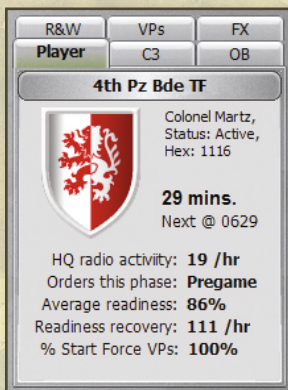 R&W VPs FX
Player C3 OB
4th Pz Bde TF
Colonel Martz,
Status: Active,
Hex: 1116
29 mins.
Next @ 0629
HQ radio activiity: 19 /hr
Orders this phase: Pregame
Average readiness: 86%
Readiness recovery: 111 /hr
% Start Force VPs: 100%